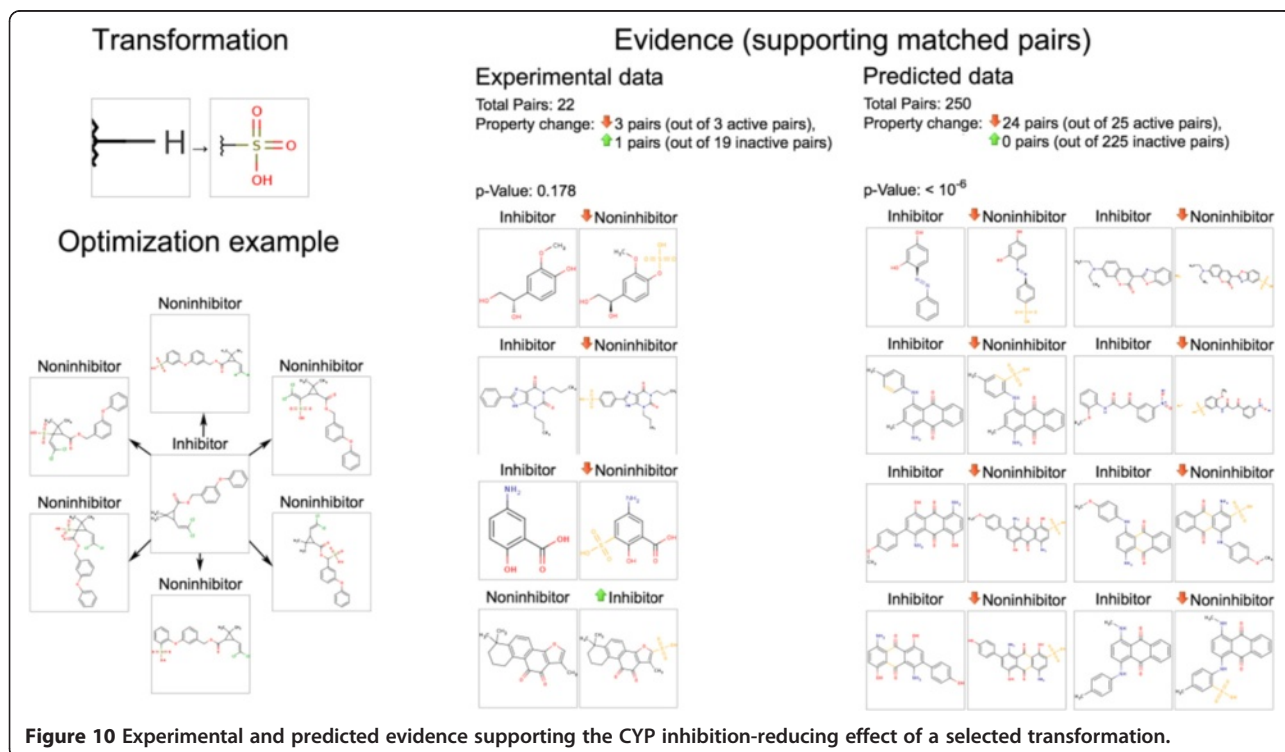 Transformation
H
→
O
S
O
OH
Optimization example
Noninhibitor
Noninhibitor
Noninhibitor
Inhibitor
Noninhibitor
Noninhibitor
Noninhibitor
Evidence (supporting matched pairs)
Experimental data
Total Pairs: 22
Property change: 3 pairs (out of 3 active pairs),
1 pairs (out of 19 inactive pairs)
p-Value: 0.178
Inhibitor Noninhibitor
Inhibitor Noninhibitor
Inhibitor Noninhibitor
Noninhibitor Inhibitor
Predicted data
Total Pairs: 250
Property change: 24 pairs (out of 25 active pairs),
0 pairs (out of 225 inactive pairs)
p-Value: < 10⁻⁶
Inhibitor Noninhibitor Inhibitor Noninhibitor
Inhibitor Noninhibitor Inhibitor Noninhibitor
Inhibitor Noninhibitor Inhibitor Noninhibitor
Inhibitor Noninhibitor Inhibitor Noninhibitor
Figure 10 Experimental and predicted evidence supporting the CYP inhibition-reducing effect of a selected transformation.